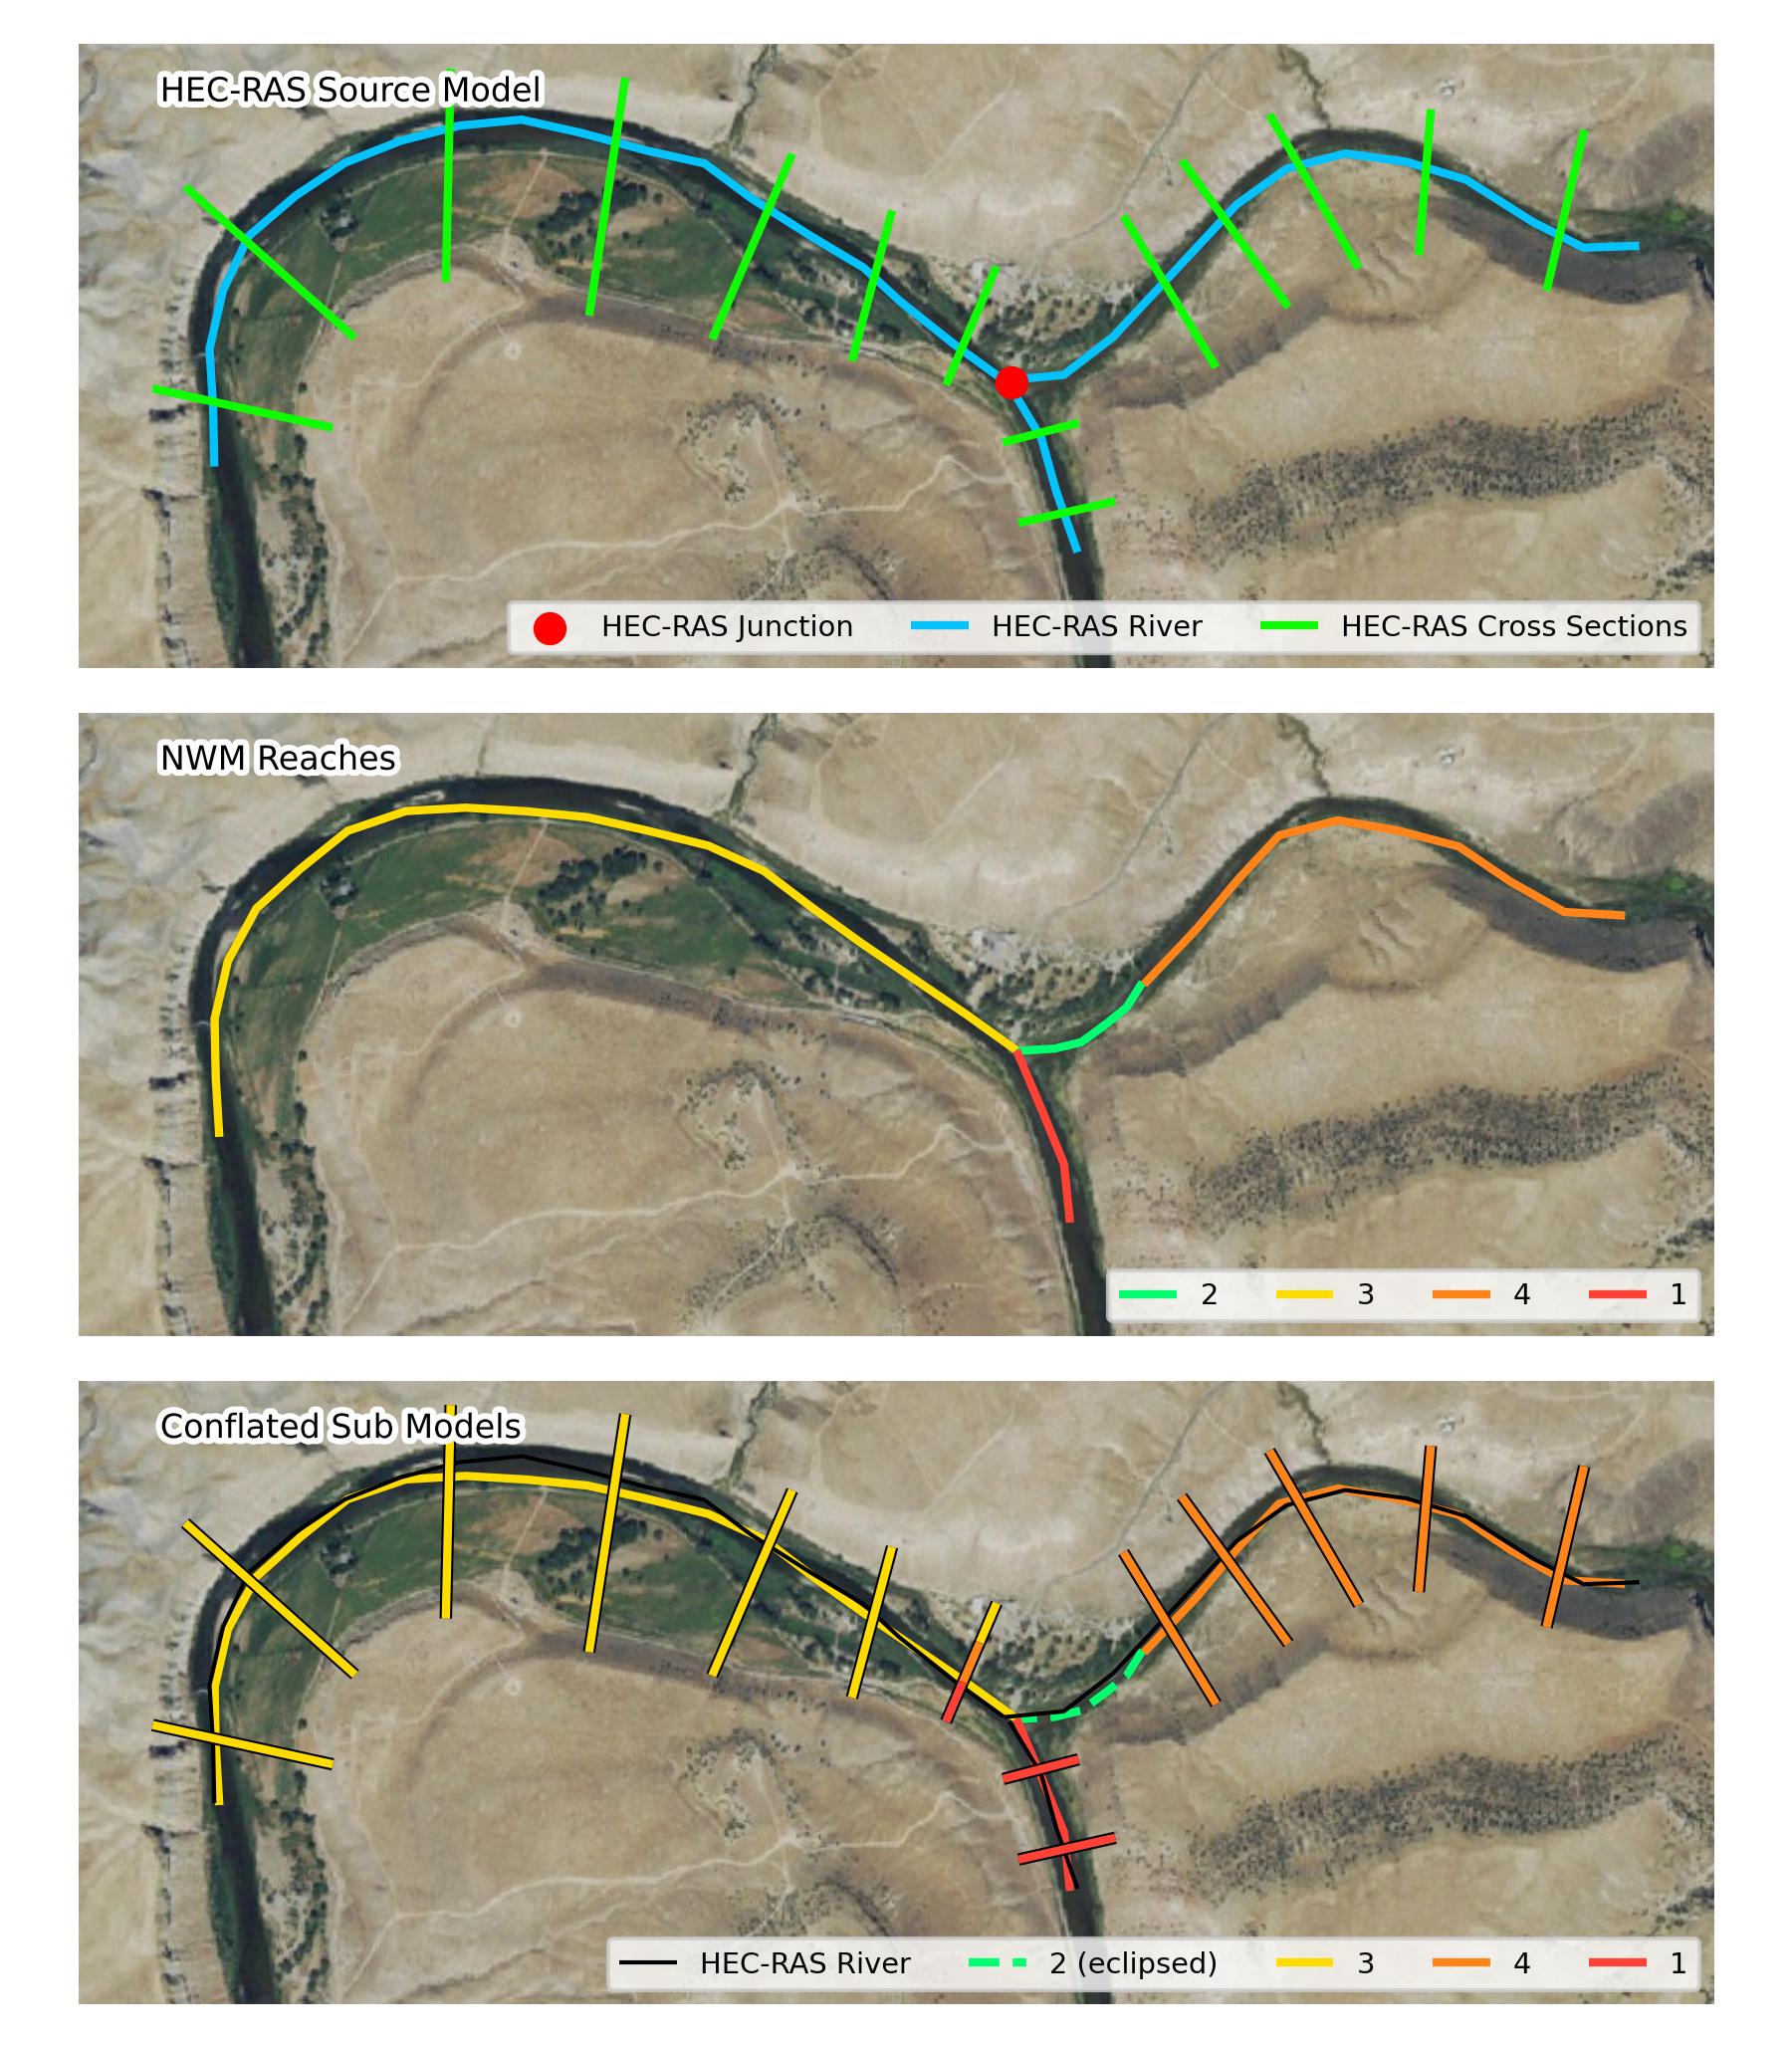 HEC-RAS Source Model
HEC-RAS Junction HEC-RAS River HEC-RAS Cross Sections
NWM Reaches
2 3 4 1
Conflated Sub Models
HEC-RAS River 2 (eclipsed) 3 4 1